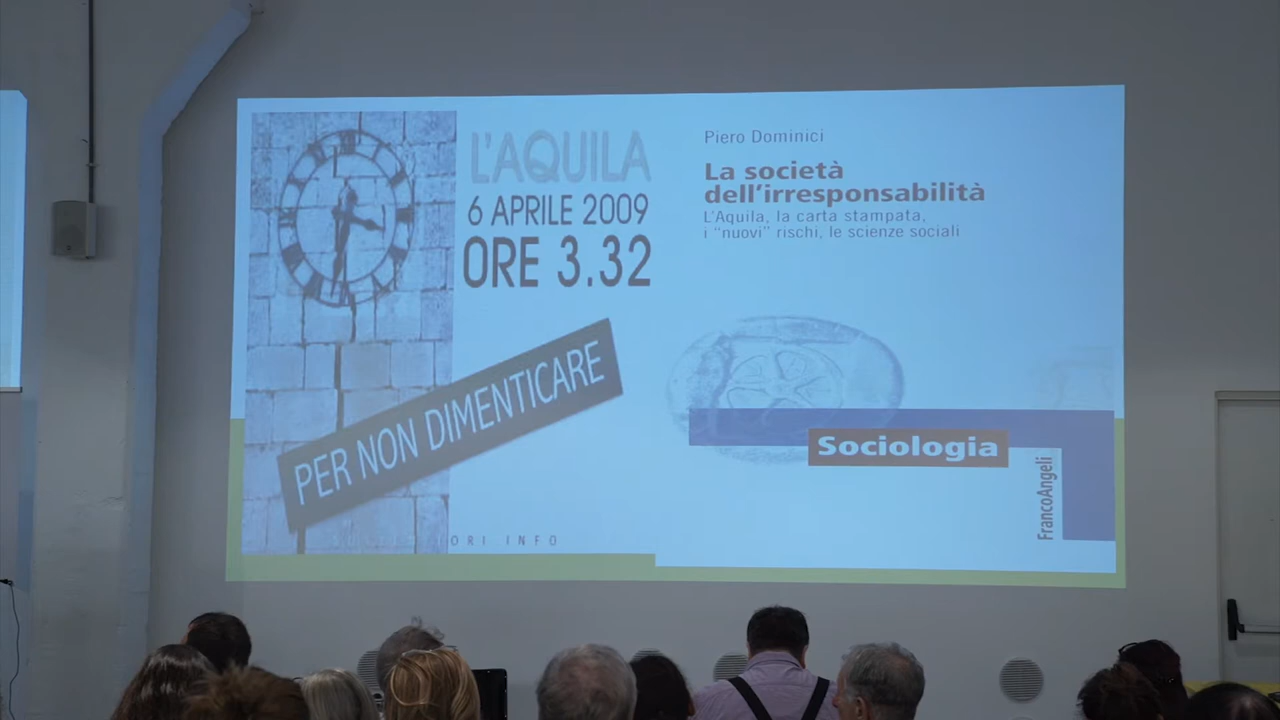 L'AQUILA
6 APRILE 2009
ORE 3.32
PER NON DIMENTICARE
Piero Dominici
La società
dell'irresponsabilità
L'Aquila, la carta stampata,
i "nuovi" rischi, le scienze sociali
Sociologia
FrancoAngeli